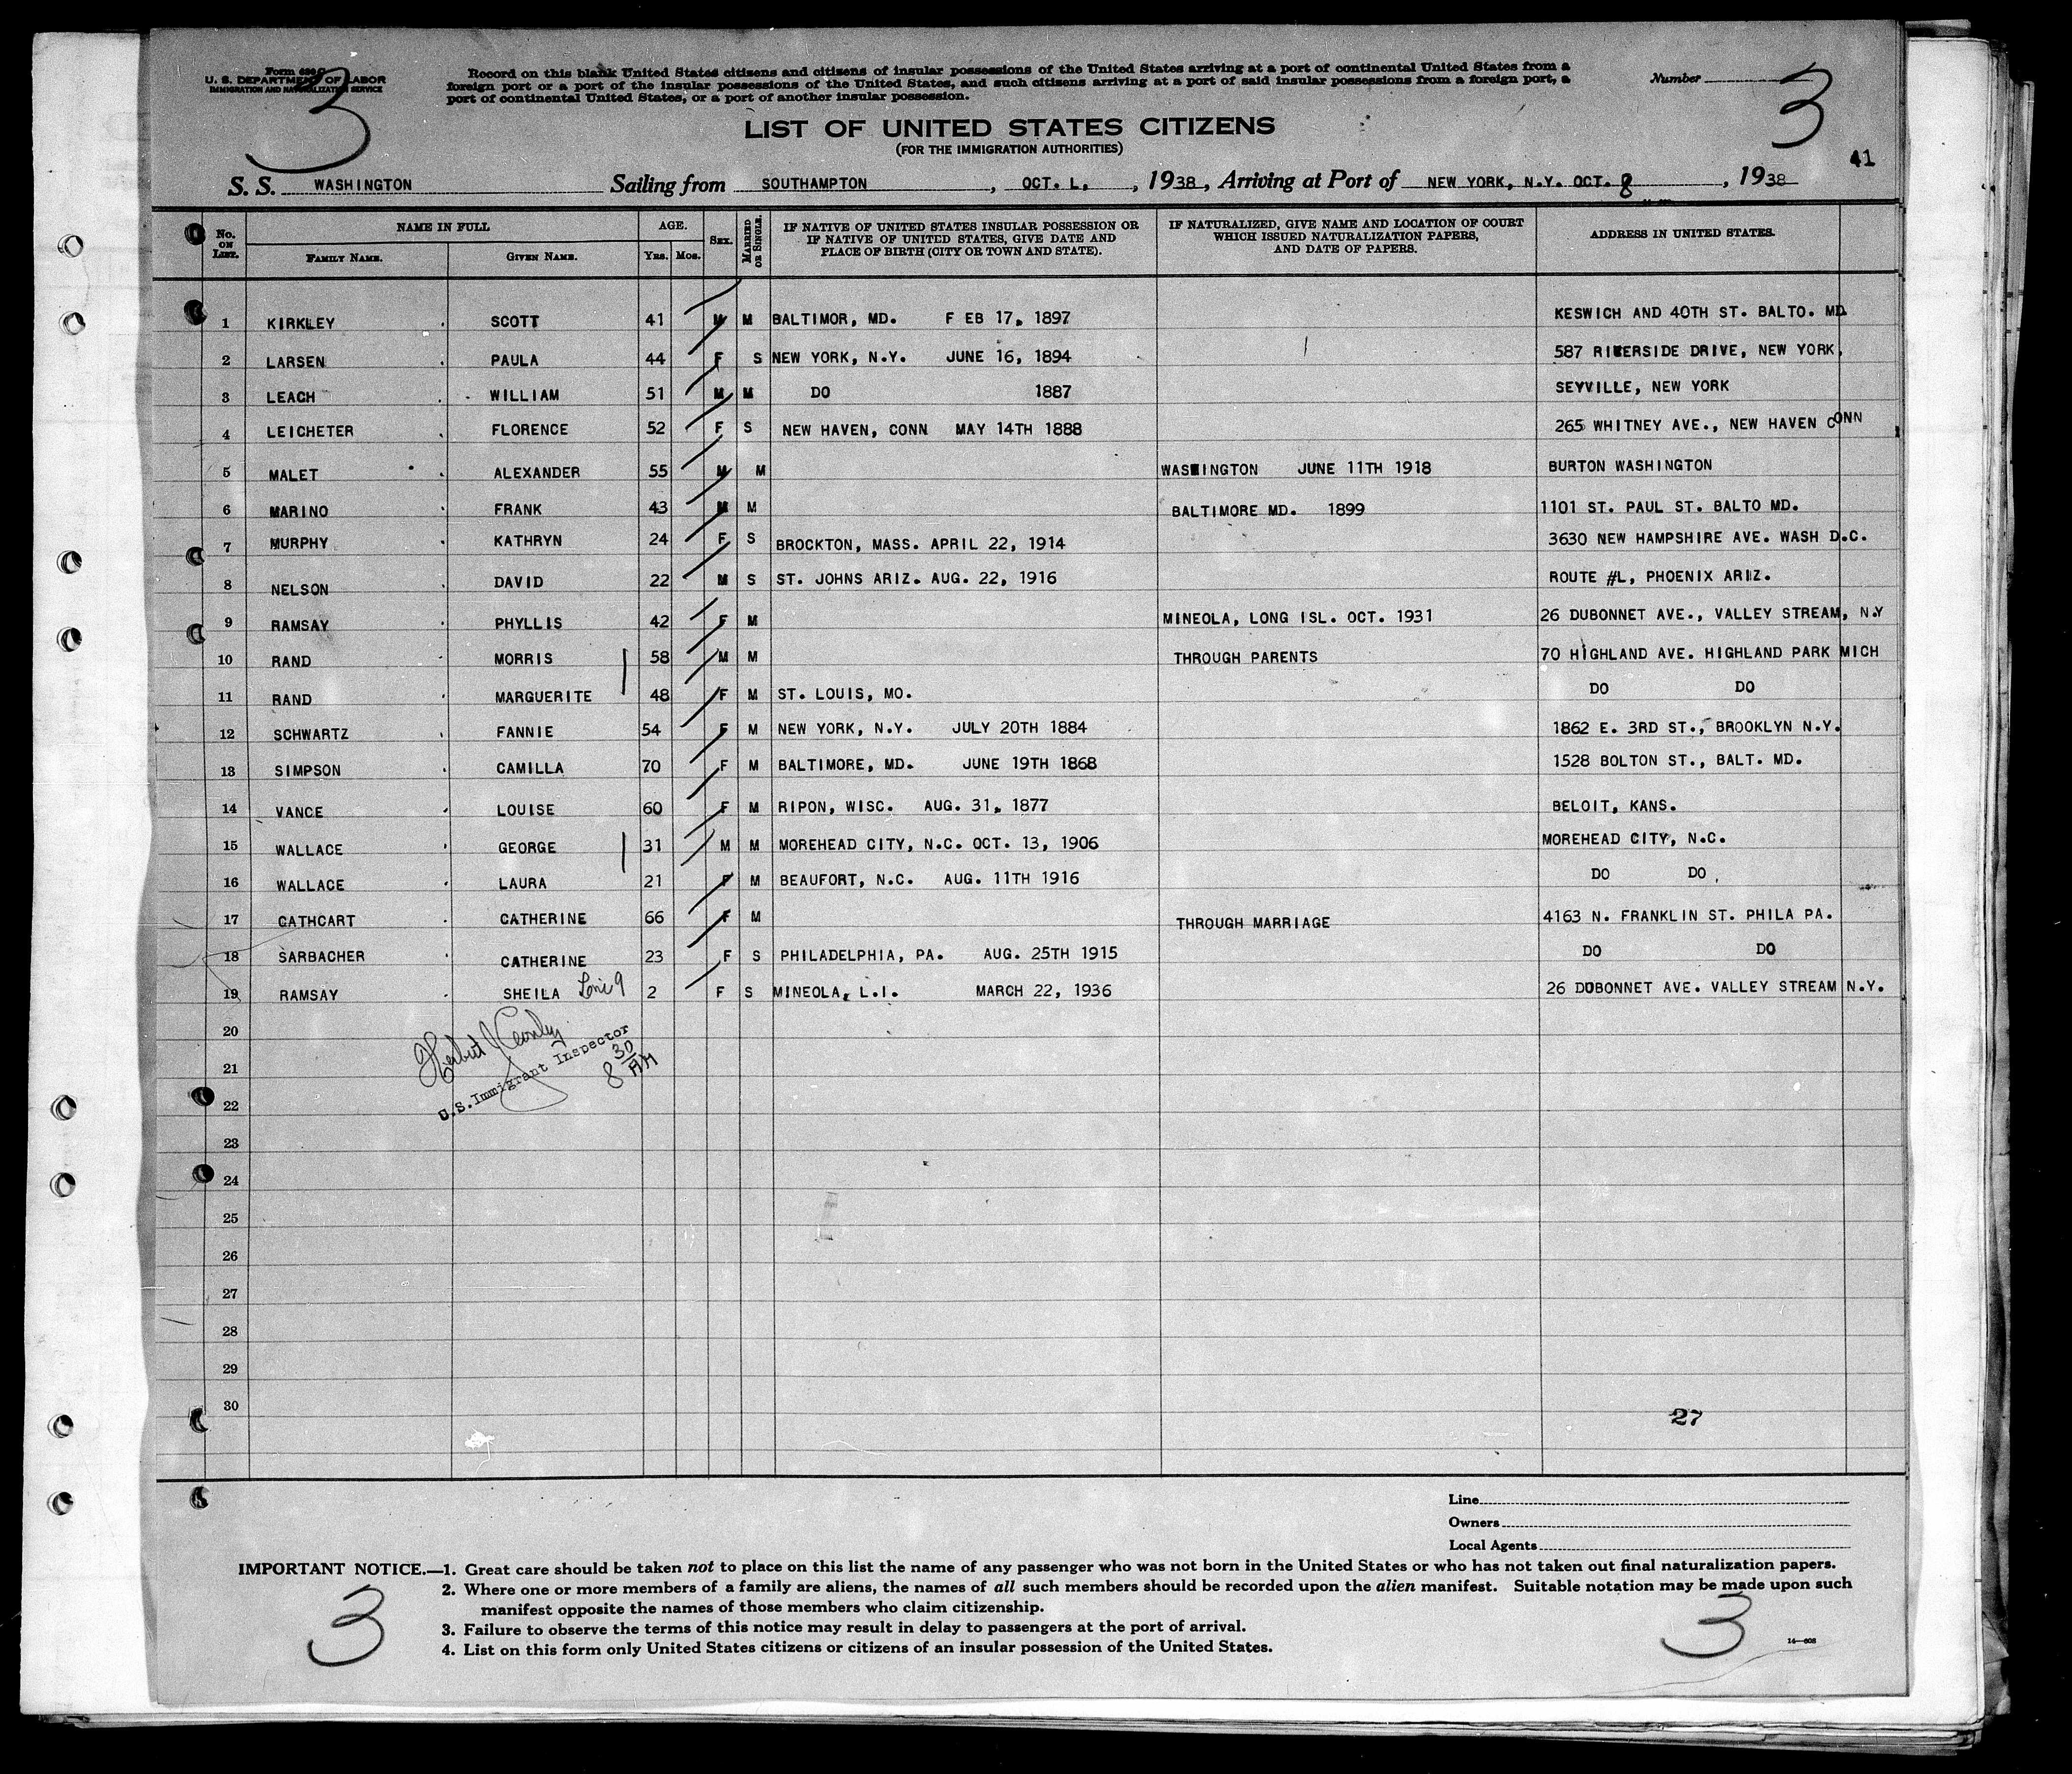 Form 630 C
U. S. DEPARTMENT OF LABOR
IMMIGRATION AND NATURALIZATION SERVICE
3
Record on this blank United States citizens and citizens of insular possessions of the United States arriving at a port of continental United States from a
foreign port or a port of the insular possessions of the United States, and such citizens arriving at a port of said insular possessions from a foreign port, a
port of continental United States, or a port of another insular possession.
Number
3
LIST OF UNITED STATES CITIZENS
(FOR THE IMMIGRATION AUTHORITIES)
41
S. S. WASHINGTON Sailing from SOUTHAMPTON, OCT. L, , 1938, Arriving at Port of NEW YORK, N.Y. OCT. 8, 1938
No. ON LIST. NAME IN FULL FAMILY NAME. GIVEN NAME. AGE. YRS. MOS. SEX. MARRIED OR SINGLE. IF NATIVE OF UNITED STATES INSULAR POSSESSION OR IF NATIVE OF UNITED STATES, GIVE DATE AND PLACE OF BIRTH (CITY OR TOWN AND STATE). IF NATURALIZED, GIVE NAME AND LOCATION OF COURT WHICH ISSUED NATURALIZATION PAPERS, AND DATE OF PAPERS. ADDRESS IN UNITED STATES.
1 KIRKLEY SCOTT 41 M M BALTIMOR, MD. F EB 17, 1897 KESWICH AND 40TH ST. BALTO. MD
2 LARSEN PAULA 44 F S NEW YORK, N.Y. JUNE 16, 1894 587 RIVERSIDE DRIVE, NEW YORK,
3 LEACH WILLIAM 51 M M DO 1887 SEYVILLE, NEW YORK
4 LEICHETER FLORENCE 52 F S NEW HAVEN, CONN MAY 14TH 1888 265 WHITNEY AVE., NEW HAVEN CONN
5 MALET ALEXANDER 55 M M WASHINGTON JUNE 11TH 1918 BURTON WASHINGTON
6 MARINO FRANK 43 M M BALTIMORE MD. 1899 1101 ST. PAUL ST. BALTO MD.
7 MURPHY KATHRYN 24 F S BROCKTON, MASS. APRIL 22, 1914 3630 NEW HAMPSHIRE AVE. WASH D.C.
8 NELSON DAVID 22 M S ST. JOHNS ARIZ. AUG. 22, 1916 ROUTE #L, PHOENIX ARIZ.
9 RAMSAY PHYLLIS 42 F M MINEOLA, LONG ISL. OCT. 1931 26 DUBONNET AVE., VALLEY STREAM, N.Y
10 RAND MORRIS 58 M M THROUGH PARENTS 70 HIGHLAND AVE. HIGHLAND PARK MICH
11 RAND MARGUERITE 48 F M ST. LOUIS, MO. DO DO
12 SCHWARTZ FANNIE 54 F M NEW YORK, N.Y. JULY 20TH 1884 1862 E. 3RD ST., BROOKLYN N.Y.
13 SIMPSON CAMILLA 70 F M BALTIMORE, MD. JUNE 19TH 1868 1528 BOLTON ST., BALT. MD.
14 VANCE LOUISE 60 F M RIPON, WISC. AUG. 31, 1877 BELOIT, KANS.
15 WALLACE GEORGE 31 M M MOREHEAD CITY, N.C. OCT. 13, 1906 MOREHEAD CITY, N.C.
16 WALLACE LAURA 21 F M BEAUFORT, N.C. AUG. 11TH 1916 DO DO
17 CATHCART CATHERINE 66 F M THROUGH MARRIAGE 4163 N. FRANKLIN ST. PHILA PA.
18 SARBACHER CATHERINE 23 F S PHILADELPHIA, PA. AUG. 25TH 1915 DO DO
19 RAMSAY SHEILA 2 F S MINEOLA, L.I. MARCH 22, 1936 26 DUBONNET AVE. VALLEY STREAM N.Y.
20
21
U.S. Immigrant Inspector
8 30 AM
22
23
24
25
26
27
28
29
30
27
Line
Owners
Local Agents
IMPORTANT NOTICE.—1. Great care should be taken not to place on this list the name of any passenger who was not born in the United States or who has not taken out final naturalization papers.
2. Where one or more members of a family are aliens, the names of all such members should be recorded upon the alien manifest. Suitable notation may be made upon such
manifest opposite the names of those members who claim citizenship.
3. Failure to observe the terms of this notice may result in delay to passengers at the port of arrival.
4. List on this form only United States citizens or citizens of an insular possession of the United States.
3
3
14—608